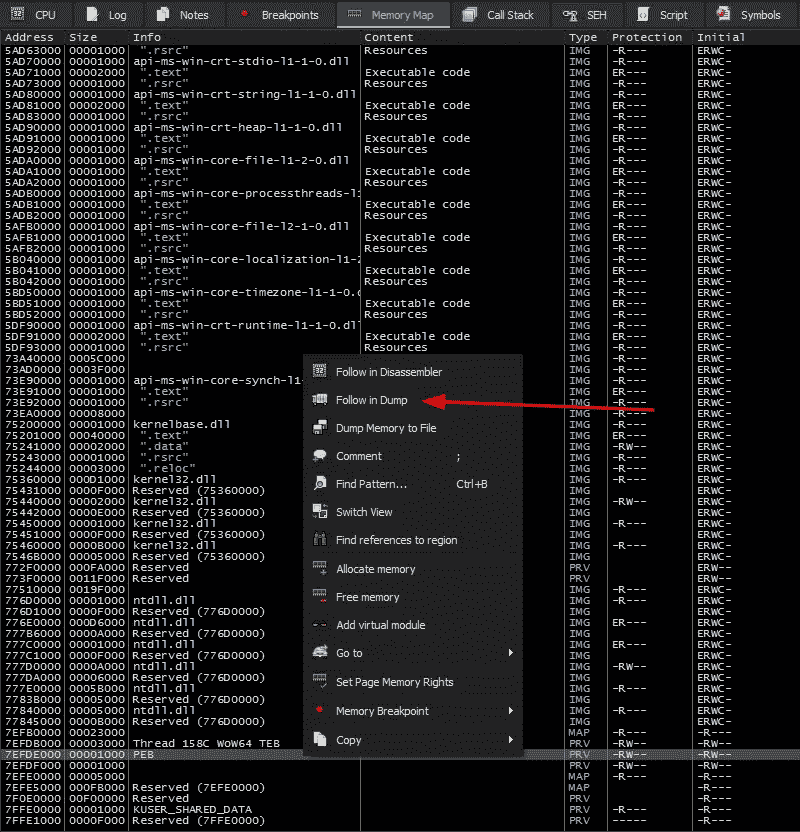 CPU Log Notes Breakpoints Memory Map Call Stack SEH Script Symbols
Address Size Info Content Type Protection Initial
5AD63000 00001000 ".rsrc" Resources IMG -R--- ERWC-
5AD70000 00001000 api-ms-win-crt-stdio-l1-1-0.dll IMG -R--- ERWC-
5AD71000 00002000 ".text" Executable code IMG ER--- ERWC-
5AD73000 00001000 ".rsrc" Resources IMG -R--- ERWC-
5AD80000 00001000 api-ms-win-crt-string-l1-1-0.dll IMG -R--- ERWC-
5AD81000 00002000 ".text" Executable code IMG ER--- ERWC-
5AD83000 00001000 ".rsrc" Resources IMG -R--- ERWC-
5AD90000 00001000 api-ms-win-crt-heap-l1-1-0.dll IMG -R--- ERWC-
5AD91000 00001000 ".text" Executable code IMG ER--- ERWC-
5AD92000 00001000 ".rsrc" Resources IMG -R--- ERWC-
5ADA0000 00001000 api-ms-win-core-file-l1-2-0.dll IMG -R--- ERWC-
5ADA1000 00001000 ".text" Executable code IMG ER--- ERWC-
5ADA2000 00001000 ".rsrc" Resources IMG -R--- ERWC-
5ADB0000 00001000 api-ms-win-core-processthreads-l1 IMG -R--- ERWC-
5ADB1000 00001000 ".text" Executable code IMG ER--- ERWC-
5ADB2000 00001000 ".rsrc" Resources IMG -R--- ERWC-
5AFB0000 00001000 api-ms-win-core-file-l2-1-0.dll IMG -R--- ERWC-
5AFB1000 00001000 ".text" Executable code IMG ER--- ERWC-
5AFB2000 00001000 ".rsrc" Resources IMG -R--- ERWC-
5B040000 00001000 api-ms-win-core-localization-l1-2 IMG -R--- ERWC-
5B041000 00001000 ".text" Executable code IMG ER--- ERWC-
5B042000 00001000 ".rsrc" Resources IMG -R--- ERWC-
5BD50000 00001000 api-ms-win-core-timezone-l1-1-0.d IMG -R--- ERWC-
5BD51000 00001000 ".text" Executable code IMG ER--- ERWC-
5BD52000 00001000 ".rsrc" Resources IMG -R--- ERWC-
5DF90000 00001000 api-ms-win-crt-runtime-l1-1-0.dll IMG -R--- ERWC-
5DF91000 00002000 ".text" Executable code IMG ER--- ERWC-
5DF93000 00001000 ".rsrc" Resources IMG -R--- ERWC-
73A40000 0005C000 IMG -R--- ERWC-
73AD0000 0003F000 IMG -R--- ERWC-
73E90000 00001000 api-ms-win-core-synch-l1- IMG -R--- ERWC-
73E91000 00001000 ".text" IMG ER--- ERWC-
73E92000 00001000 ".rsrc" IMG -R--- ERWC-
73EA0000 00008000 IMG -R--- ERWC-
75200000 00001000 kernelbase.dll IMG -R--- ERWC-
75201000 00040000 ".text" IMG ER--- ERWC-
75241000 00002000 ".data" IMG -RW-- ERWC-
75243000 00001000 ".rsrc" IMG -R--- ERWC-
75244000 00003000 ".reloc" IMG -R--- ERWC-
75360000 000D1000 kernel32.dll IMG -R--- ERWC-
75431000 0000F000 Reserved (75360000) IMG ERWC-
75440000 00002000 kernel32.dll IMG -RW-- ERWC-
75442000 0000E000 Reserved (75360000) IMG ERWC-
75450000 00001000 kernel32.dll IMG -R--- ERWC-
75451000 0000F000 Reserved (75360000) IMG ERWC-
75460000 0000B000 kernel32.dll IMG -R--- ERWC-
7546B000 00005000 Reserved (75360000) IMG ERWC-
772F0000 000FA000 Reserved PRV ERW--
773F0000 0011F000 Reserved PRV ERW--
77510000 0019F000 IMG -R--- ERWC-
776D0000 00001000 ntdll.dll IMG -R--- ERWC-
776D1000 0000F000 Reserved (776D0000) IMG ERWC-
776E0000 000D6000 ntdll.dll IMG ER--- ERWC-
777B6000 0000A000 Reserved (776D0000) IMG ERWC-
777C0000 00001000 ntdll.dll IMG ER--- ERWC-
777C1000 0000F000 Reserved (776D0000) IMG ERWC-
777D0000 0000A000 ntdll.dll IMG -RW-- ERWC-
777DA000 00006000 Reserved (776D0000) IMG ERWC-
777E0000 0005B000 ntdll.dll IMG -R--- ERWC-
7783B000 00005000 Reserved (776D0000) IMG ERWC-
77840000 00005000 ntdll.dll IMG -R--- ERWC-
77845000 0000B000 Reserved (776D0000) IMG ERWC-
7EFB0000 00023000 MAP -R--- -R---
7EFDB000 00003000 Thread 158C WoW64 TEB PRV -RW-- -RW--
7EFDE000 00001000 PEB PRV -RW-- -RW--
7EFDF000 00001000 PRV -RW-- -RW--
7EFE0000 00005000 MAP -R--- -R---
7EFE5000 000FB000 Reserved (7EFE0000) MAP -R---
7F0E0000 00F00000 Reserved PRV -R---
7FFE0000 00001000 KUSER_SHARED_DATA PRV -R--- -R---
7FFE1000 0000F000 Reserved (7FFE0000) PRV ----- -R---
Follow in Disassembler
Follow in Dump
Dump Memory to File
Comment ;
Find Pattern... Ctrl+B
Switch View
Find references to region
Allocate memory
Free memory
Add virtual module
Go to
Set Page Memory Rights
Memory Breakpoint
Copy